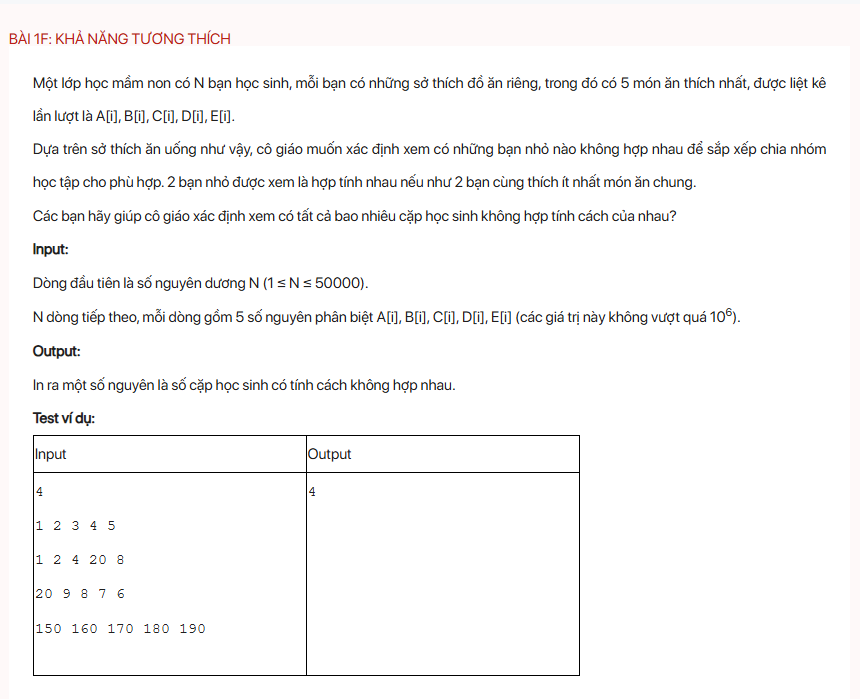 BÀI 1F: KHẢ NĂNG TƯƠNG THÍCH
Một lớp học mầm non có N bạn học sinh, mỗi bạn có những sở thích đồ ăn riêng, trong đó có 5 món ăn thích nhất, được liệt kê
lần lượt là A[i], B[i], C[i], D[i], E[i].
Dựa trên sở thích ăn uống như vậy, cô giáo muốn xác định xem có những bạn nhỏ nào không hợp nhau để sắp xếp chia nhóm
học tập cho phù hợp. 2 bạn nhỏ được xem là hợp tính nhau nếu như 2 bạn cùng thích ít nhất món ăn chung.
Các bạn hãy giúp cô giáo xác định xem có tất cả bao nhiêu cặp học sinh không hợp tính cách của nhau?
Input:
Dòng đầu tiên là số nguyên dương N (1 ≤ N ≤ 50000).
N dòng tiếp theo, mỗi dòng gồm 5 số nguyên phân biệt A[i], B[i], C[i], D[i], E[i] (các giá trị này không vượt quá 10⁶).
Output:
In ra một số nguyên là số cặp học sinh có tính cách không hợp nhau.
Test ví dụ:
Input Output
4 4
1 2 3 4 5
1 2 4 20 8
20 9 8 7 6
150 160 170 180 190